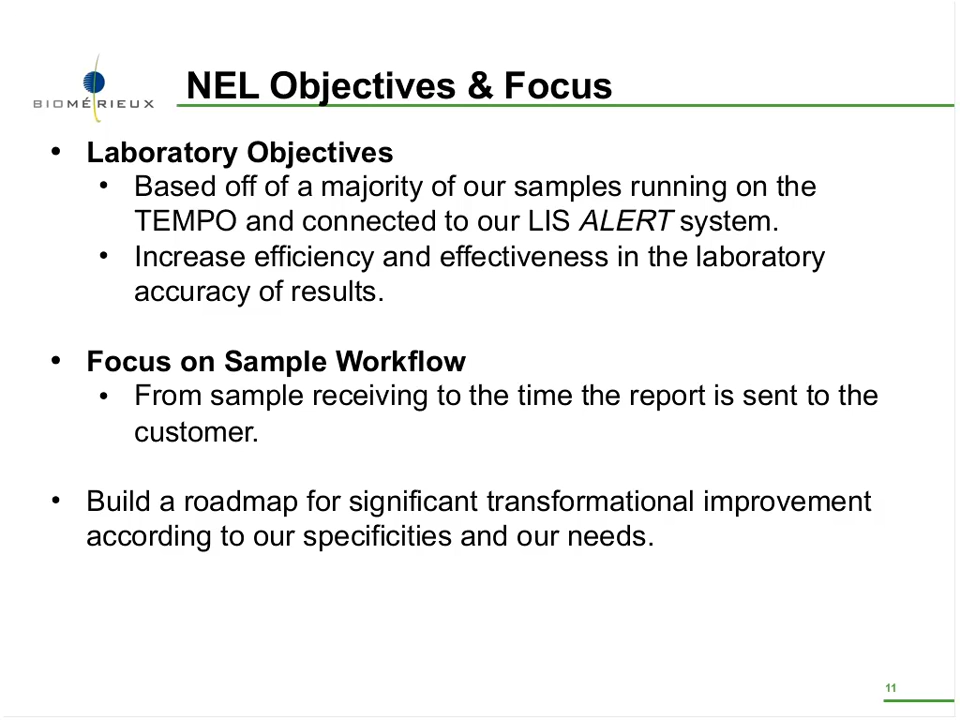 BIOMÉRIEUX
NEL Objectives & Focus
• Laboratory Objectives
• Based off of a majority of our samples running on the
TEMPO and connected to our LIS ALERT system.
• Increase efficiency and effectiveness in the laboratory
accuracy of results.
• Focus on Sample Workflow
• From sample receiving to the time the report is sent to the
customer.
• Build a roadmap for significant transformational improvement
according to our specificities and our needs.
11